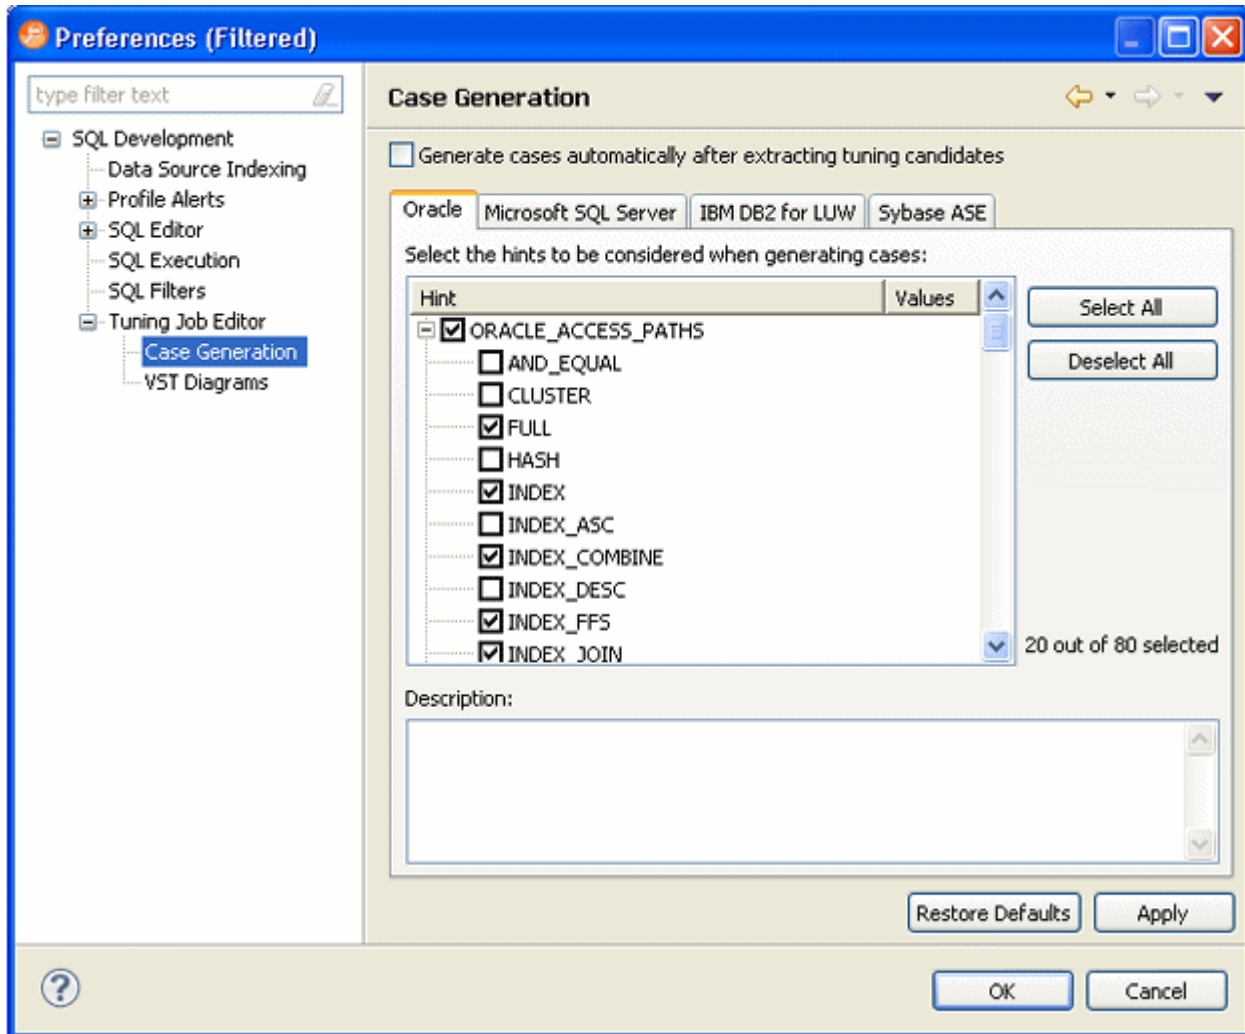 Preferences (Filtered)
type filter text
SQL Development
Data Source Indexing
Profile Alerts
SQL Editor
SQL Execution
SQL Filters
Tuning Job Editor
Case Generation
VST Diagrams
Case Generation
Generate cases automatically after extracting tuning candidates
Oracle Microsoft SQL Server IBM DB2 for LUW Sybase ASE
Select the hints to be considered when generating cases:
Hint Values
ORACLE_ACCESS_PATHS
AND_EQUAL
CLUSTER
FULL
HASH
INDEX
INDEX_ASC
INDEX_COMBINE
INDEX_DESC
INDEX_FFS
INDEX_JOIN
Select All
Deselect All
20 out of 80 selected
Description:
Restore Defaults Apply
? OK Cancel